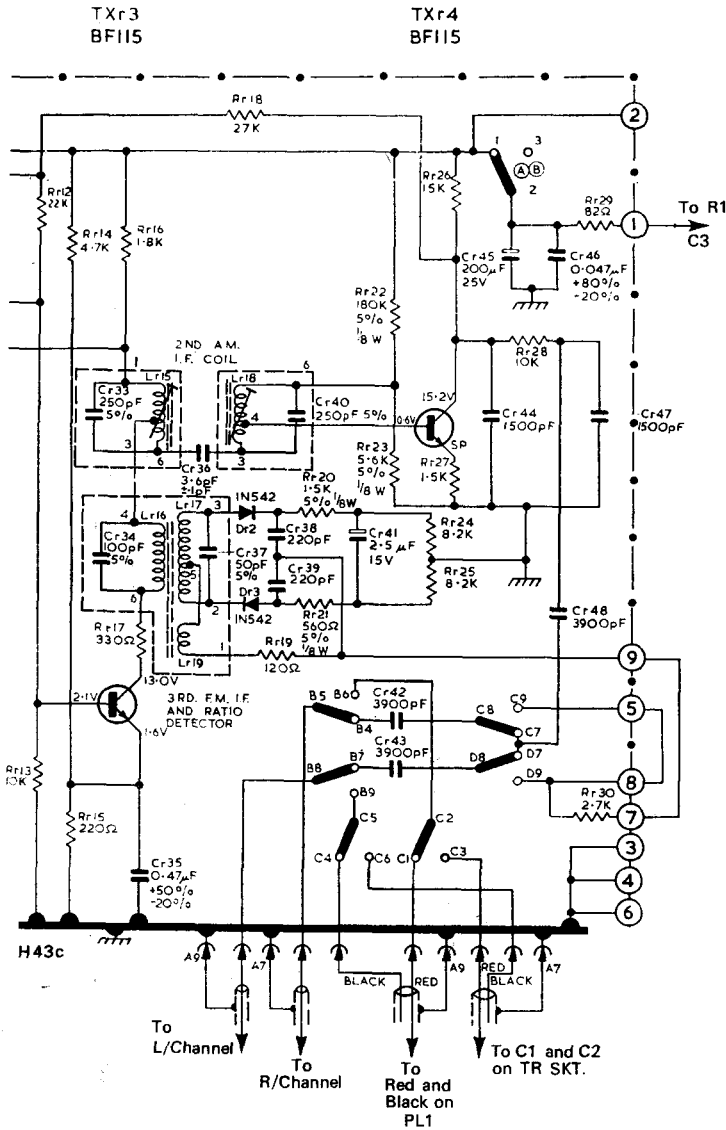 TXr3
BF115
TXr4
BF115
Rr18
27K
2
1
3
A B
2
Rr26
15K
Rr29
82Ω
1
To R1
C3
Rr12
22K
Rr14
4.7K
Rr16
1.8K
Cr45
200µF
25V
Cr46
0.047µF
+80%
-20%
Rr22
180K
5%
⅛W
2ND A.M.
I.F. COIL
1
6
Lr15
Lr18
Cr33
250pF
5%
4
Cr40
250pF 5%
3
6
3
Cr36
3.6pF
±.1pF
0.6V
15.2V
SP
Rr28
10K
Cr44
1500pF
Cr47
1500pF
Rr23
5.6K
5%
⅛W
Rr27
1.5K
Rr20
1.5K
5% ⅛W
4
Lr16
Lr17
3
1N542
Dr2
Cr34
100pF
5%
Cr37
50pF
5%
5
Cr38
220pF
Cr41
2.5µF
15V
Cr39
220pF
Rr24
8.2K
Rr25
8.2K
6
2
Dr3
1N542
Rr21
560Ω
5%
⅛W
Cr48
3900pF
Rr17
330Ω
Lr19
1
Rr19
120Ω
9
13.0V
2.1V
1.6V
3RD. F.M. I.F.
AND RATIO
DETECTOR
B6
B5
B4
Cr42
3900pF
C8
C9
C7
5
B8
B7
Cr43
3900pF
D8
D7
D9
8
Rr13
10K
B9
Rr30
2.7K
7
Rr15
220Ω
C5
C2
C4
C6
C1
C3
3
Cr35
0.47µF
+50%
-20%
4
6
H43c
A9
A7
BLACK
RED
A9
RED
BLACK
A7
To
L/Channel
To
R/Channel
To
Red and
Black on
PL1
To C1 and C2
on TR SKT.